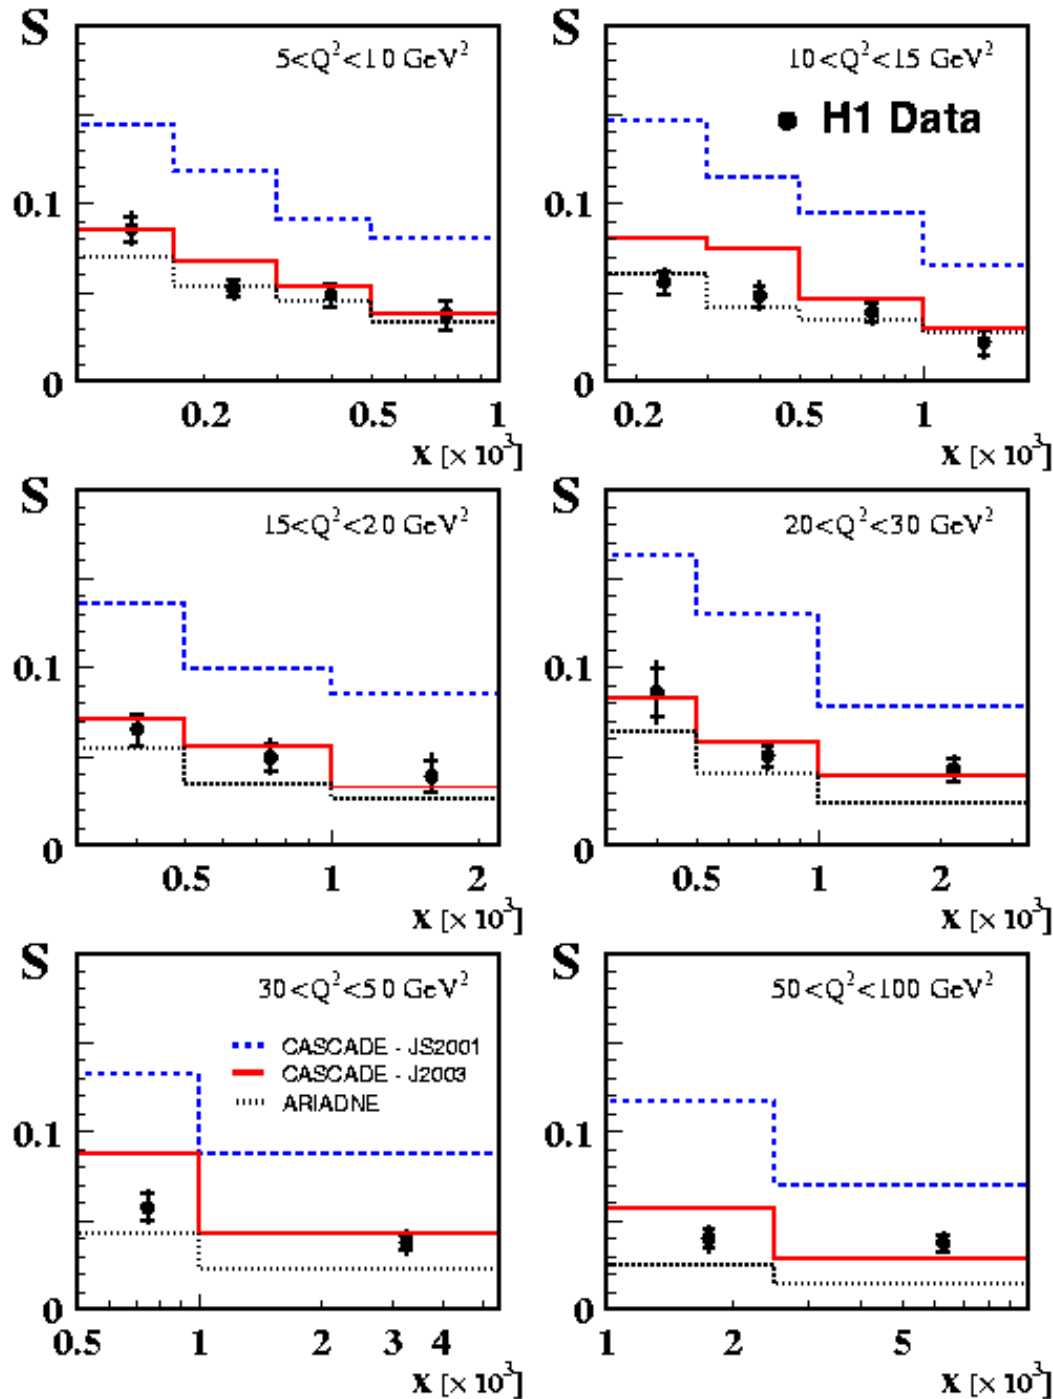 S
5<Q²<10 GeV²
0.1
0
0.2 0.5 1
X [× 10³]
S
10<Q²<15 GeV²
H1 Data
0.1
0
0.2 0.5 1
X [× 10³]
S
15<Q²<20 GeV²
0.1
0
0.5 1 2
X [× 10³]
S
20<Q²<30 GeV²
0.1
0
0.5 1 2
X [× 10³]
S
30<Q²<50 GeV²
CASCADE - JS2001
CASCADE - J2003
ARIADNE
0.1
0
0.5 1 2 3 4
X [× 10³]
S
50<Q²<100 GeV²
0.1
0
1 2 5
X [× 10³]